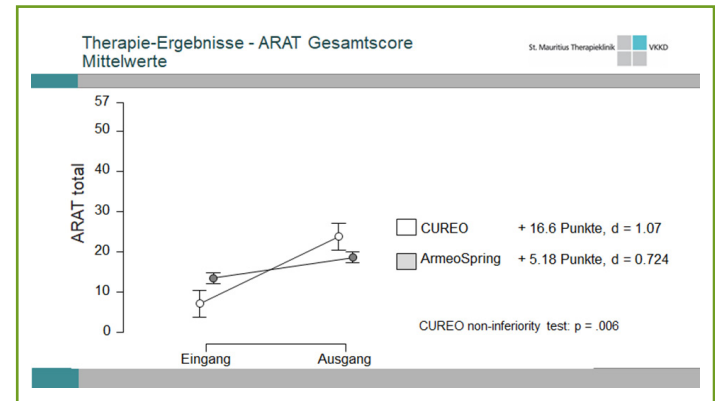 Therapie-Ergebnisse - ARAT Gesamtscore
Mittelwerte
St. Mauritius Therapieklinik VKKD
57
50
40
30
20
10
0
ARAT total
CUREO + 16.6 Punkte, d = 1.07
ArmeoSpring + 5.18 Punkte, d = 0.724
CUREO non-inferiority test: p = .006
Eingang Ausgang